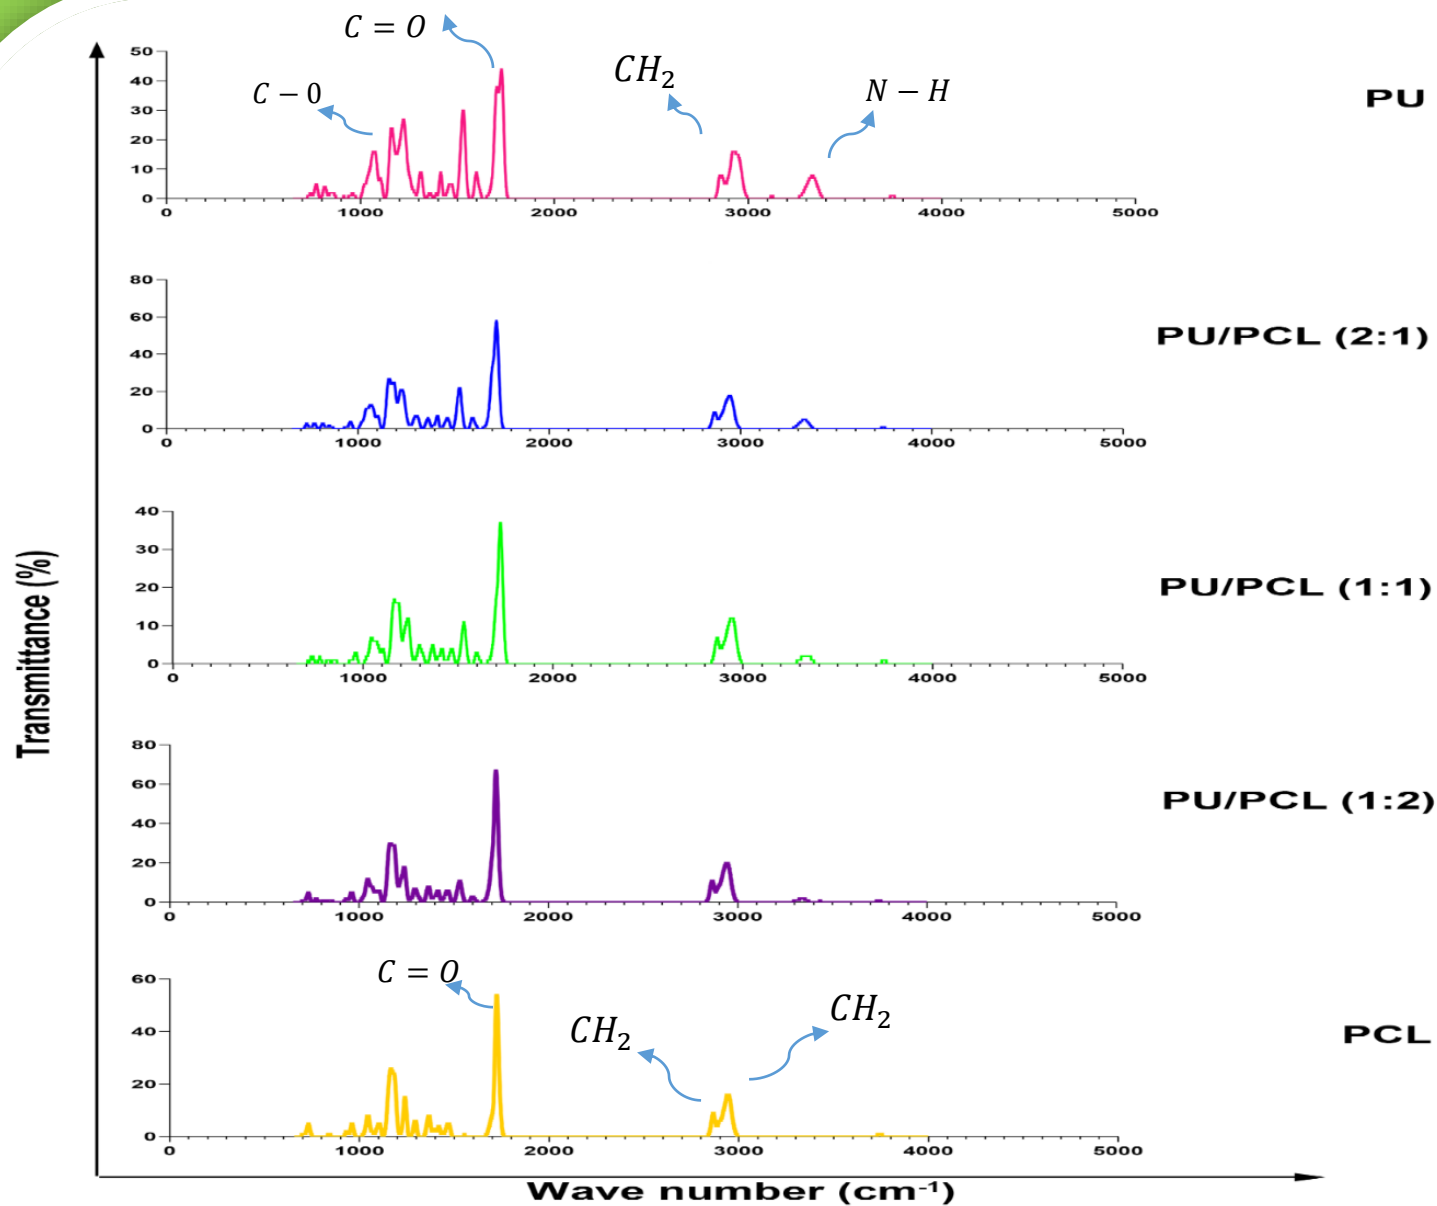 C = O
CH₂
C − 0
N − H
PU
50
40
30
20
10
0
0 1000 2000 3000 4000 5000
80
PU/PCL (2:1)
60
40
20
0
0 1000 2000 3000 4000 5000
40
30
PU/PCL (1:1)
20
10
0
0 1000 2000 3000 4000 5000
Transmittance (%)
80
60
PU/PCL (1:2)
40
20
0
0 1000 2000 3000 4000 5000
C = O
60
CH₂
CH₂
PCL
40
20
0
0 1000 2000 3000 4000 5000
Wave number (cm⁻¹)